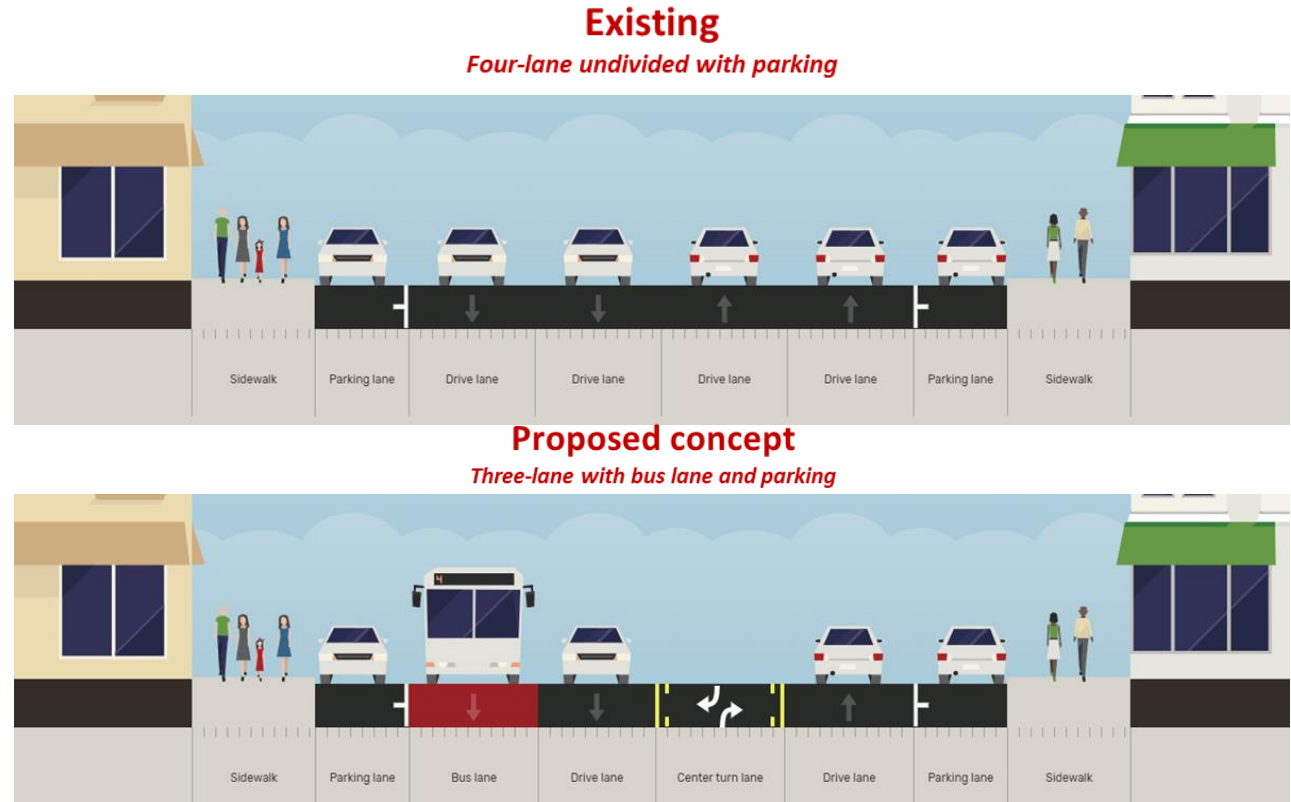 Existing
Four-lane undivided with parking
Sidewalk Parking lane Drive lane Drive lane Drive lane Drive lane Parking lane Sidewalk
Proposed concept
Three-lane with bus lane and parking
4
Sidewalk Parking lane Bus lane Drive lane Center turn lane Drive lane Parking lane Sidewalk